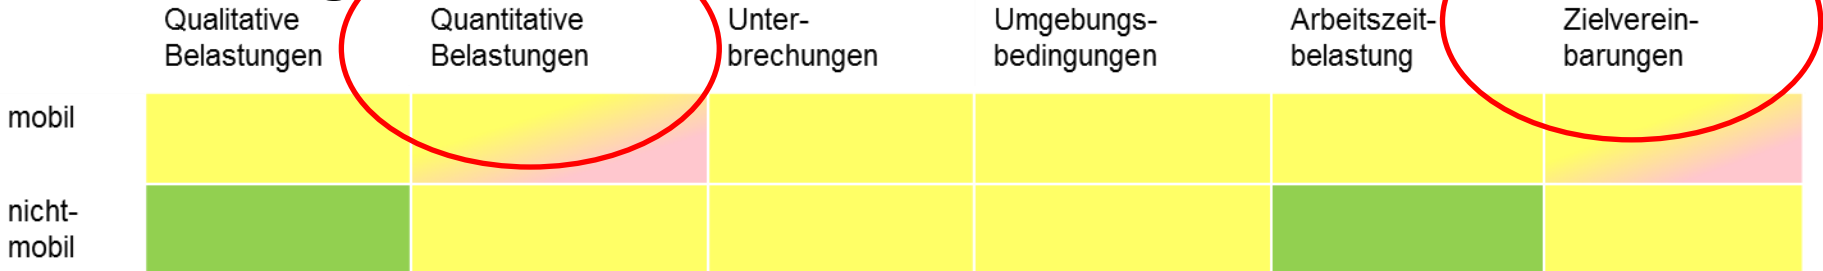 Qualitative
Belastungen
Quantitative
Belastungen
Unter-
brechungen
Umgebungs-
bedingungen
Arbeitszeit-
belastung
Zielverein-
barungen
mobil
nicht-
mobil